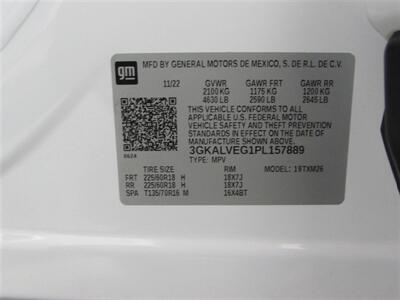 gm
MFD BY GENERAL MOTORS DE MEXICO, S. DE R.L. DE C.V.
11/22 GVWR GAWR FRT GAWR RR
2100 KG 1175 KG 1200 KG
4630 LB 2590 LB 2645 LB
THIS VEHICLE CONFORMS TO ALL
APPLICABLE U.S. FEDERAL MOTOR
VEHICLE SAFETY AND THEFT PREVENTION
STANDARDS IN EFFECT ON THE DATE OF
MANUFACTURE SHOWN ABOVE.
3GKALVEG1PL157889
0624 TYPE: MPV
TIRE SIZE RIM MODEL: 19TXM26
FRT 225/60R18 H 18X7J
RR 225/60R18 H 18X7J
SPA T135/70R16 M 16X4BT